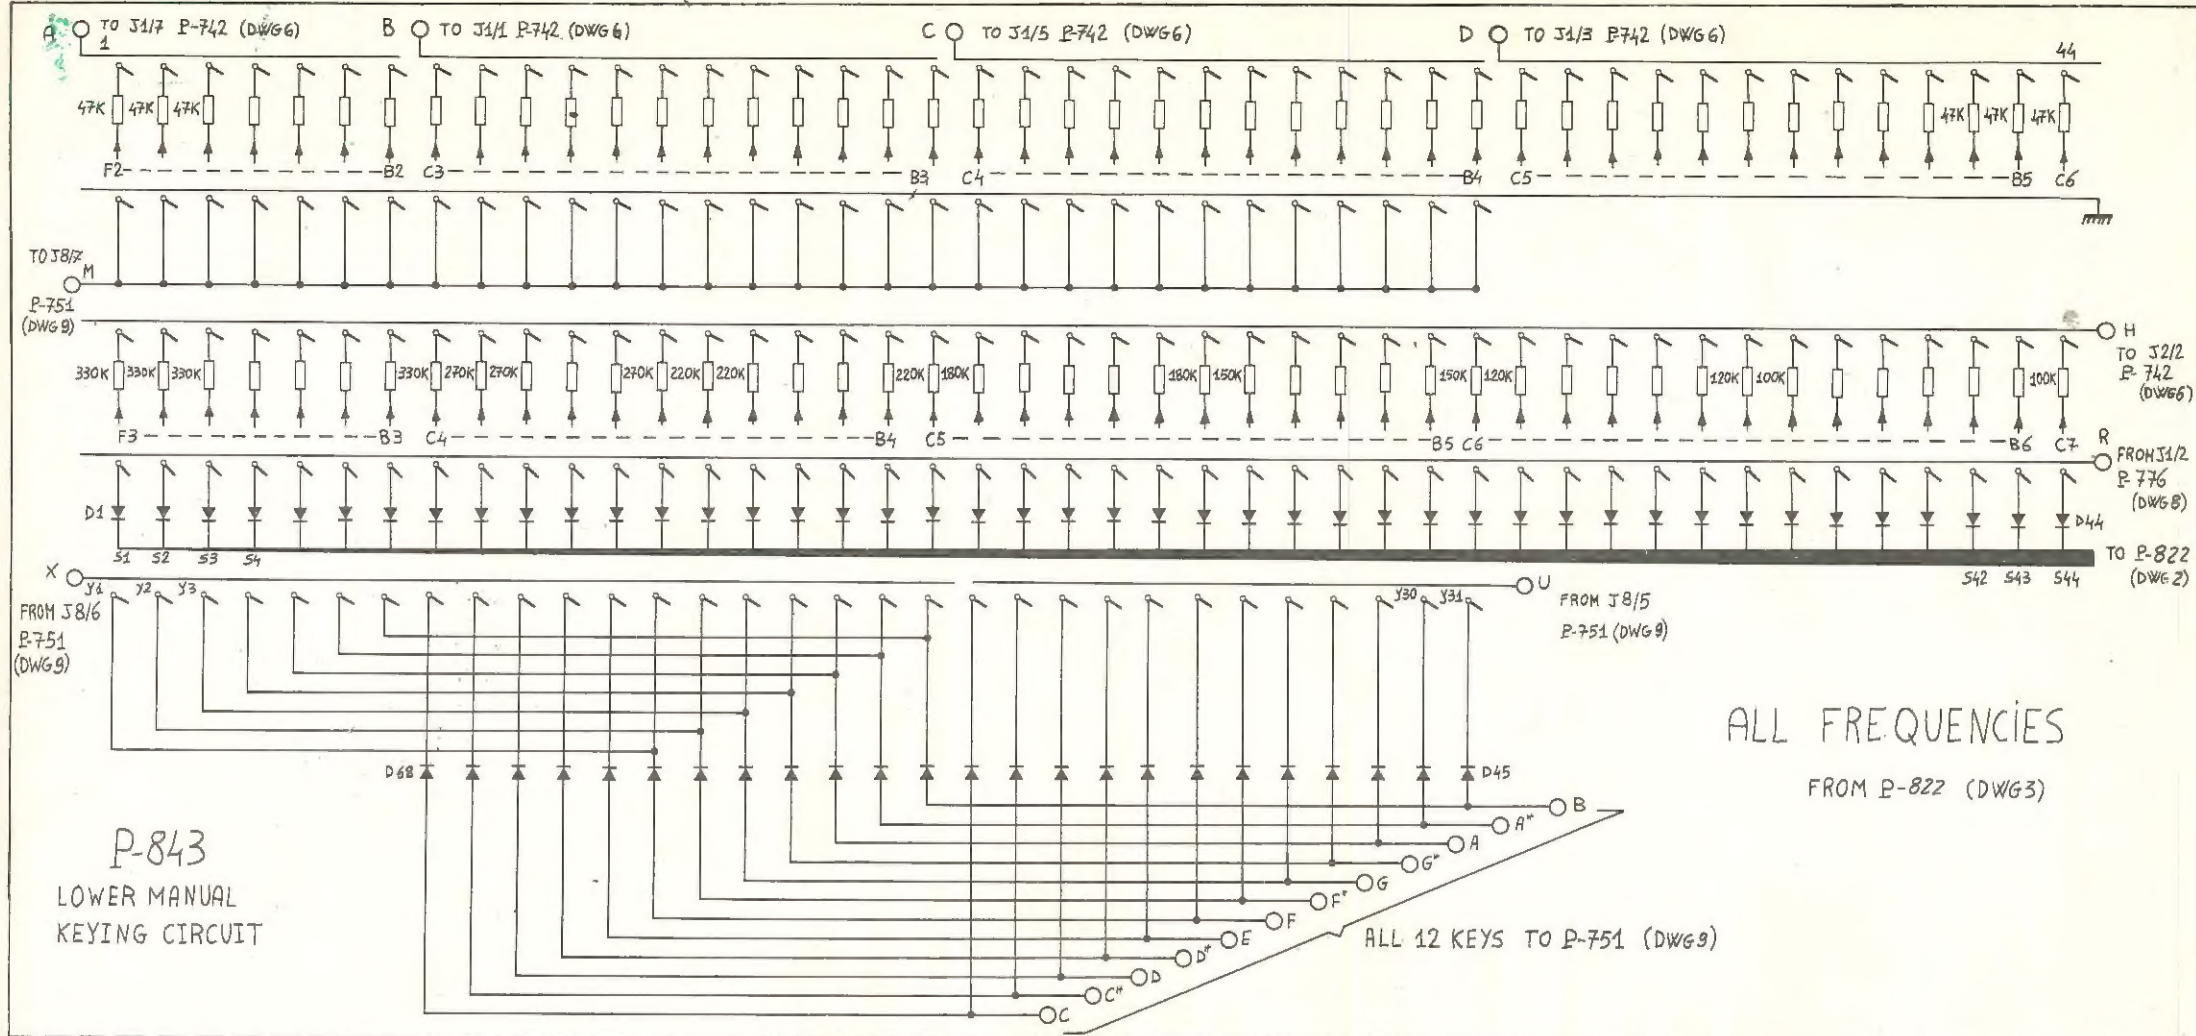 A TO J1/7 P-742 (DWG6) B TO J1/1 P-742 (DWG6) C TO J1/5 P-742 (DWG6) D TO J1/3 P-742 (DWG6)
1 44
47K 47K 47K 47K 47K 47K
F2 B2 C3 B3 C4 B4 C5 B5 C6
TO J8/7
M
P-751
(DWG9)
H
TO J2/2
P-742
(DWG6)
330K 330K 330K 330K 270K 270K 270K 220K 220K 220K 180K 180K 150K 150K 120K 120K 100K 100K
F3 B3 C4 B4 C5 B5 C6 B6 C7
R
FROM J1/2
P-776
(DWG8)
D1 D44
S1 S2 S3 S4 S42 S43 S44
TO P-822
(DWG2)
X U
Y1 Y2 Y3 Y30 Y31
FROM J8/6
P-751
(DWG9)
FROM J8/5
P-751 (DWG9)
D68 D45
ALL FREQUENCIES
FROM P-822 (DWG3)
B
A*
A
G*
G
F*
F
E
D*
D
C*
C
ALL 12 KEYS TO P-751 (DWG9)
P-843
LOWER MANUAL
KEYING CIRCUIT